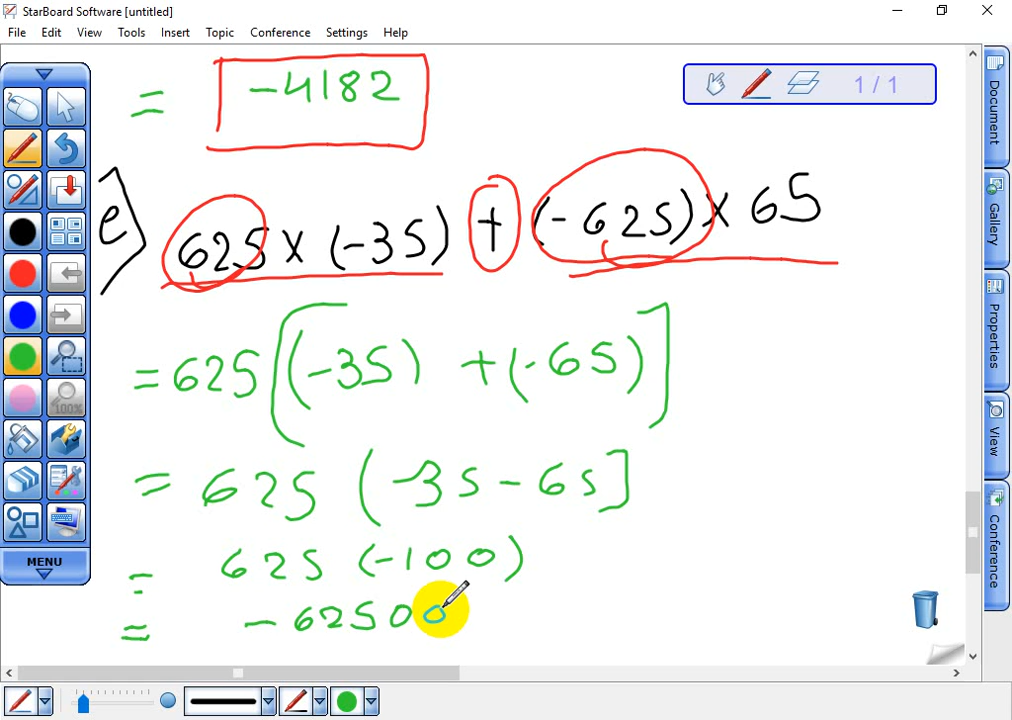 StarBoard Software [untitled]
File Edit View Tools Insert Topic Conference Settings Help
1 / 1
= -4182
e) 625 × (-35) + (-625) × 65
= 625 [(-35) + (-65)]
= 625 (-35 - 65]
= 625 (-100)
= - 62500
100%
MENU
Document
Gallery
Properties
View
Conference